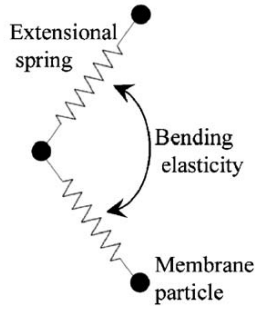 Extensional
spring
Bending
elasticity
Membrane
particle